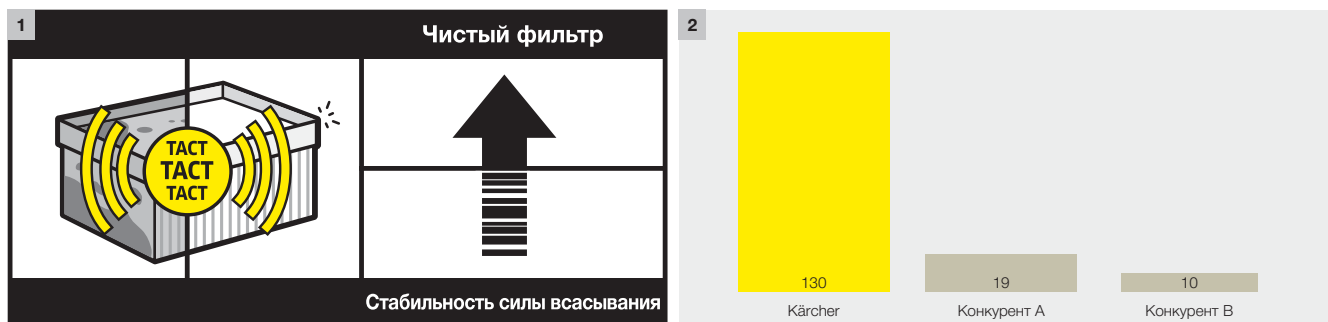 1
Чистый фильтр
TACT
TACT
TACT
Стабильность силы всасывания
2
130
19
10
Kärcher
Конкурент A
Конкурент B